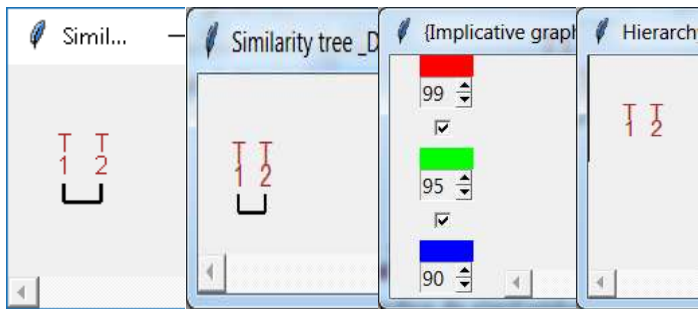 Simil...
T T
1 2
Similarity tree _D
T T
1 2
{Implicative graph
99
95
90
Hierarch
T T
1 2